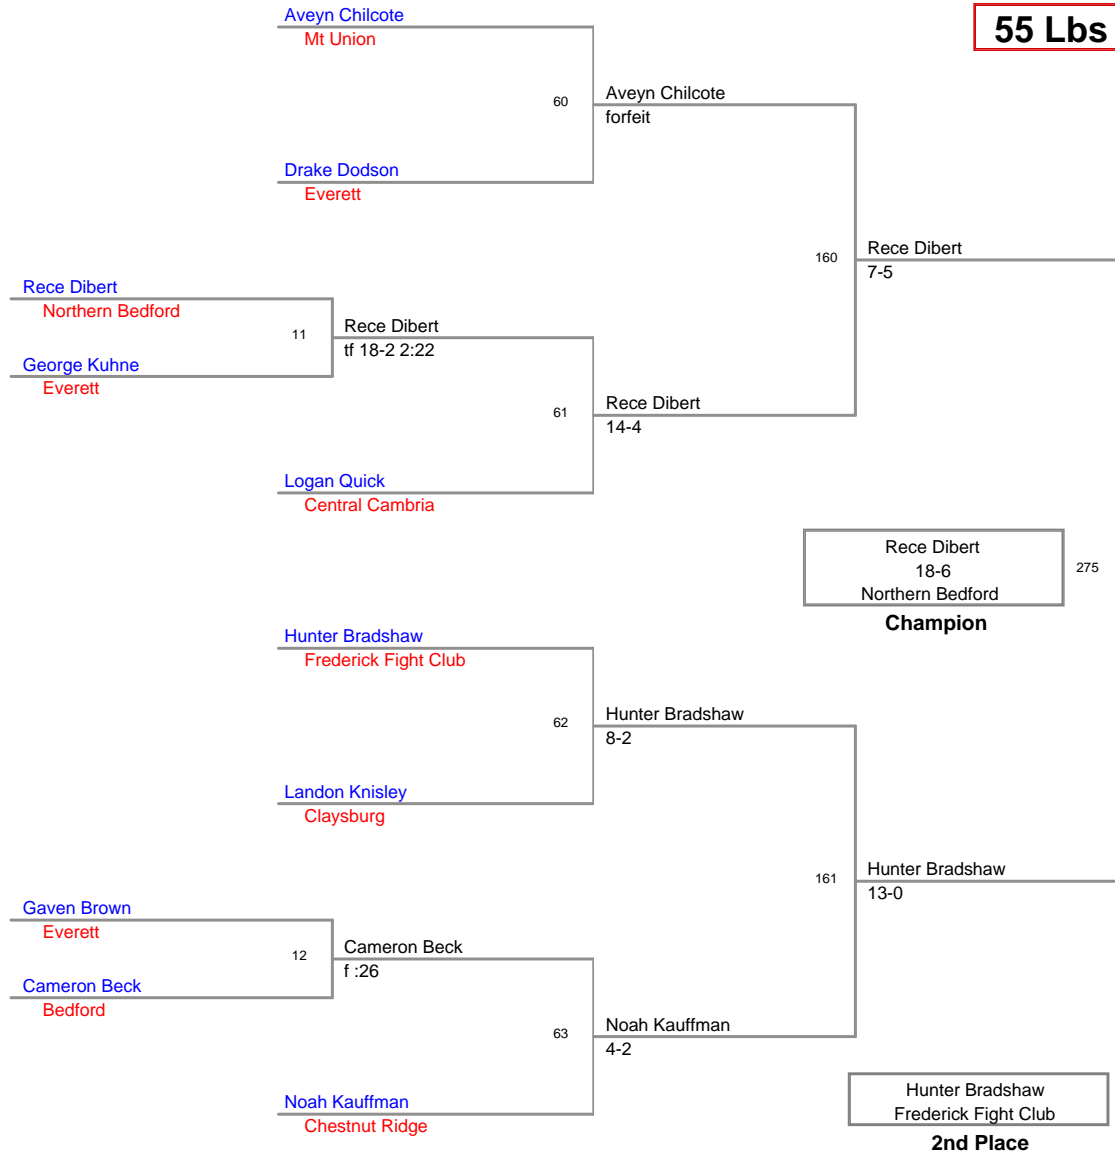 55 Lbs
Aveyn Chilcote
Mt Union
60
Aveyn Chilcote
forfeit
Drake Dodson
Everett
160
Rece Dibert
7-5
Rece Dibert
Northern Bedford
11
Rece Dibert
tf 18-2 2:22
George Kuhne
Everett
61
Rece Dibert
14-4
Logan Quick
Central Cambria
Rece Dibert
18-6
Northern Bedford
275
Champion
Hunter Bradshaw
Frederick Fight Club
62
Hunter Bradshaw
8-2
Landon Knisley
Claysburg
161
Hunter Bradshaw
13-0
Gaven Brown
Everett
12
Cameron Beck
f :26
Cameron Beck
Bedford
63
Noah Kauffman
4-2
Noah Kauffman
Chestnut Ridge
Hunter Bradshaw
Frederick Fight Club
2nd Place